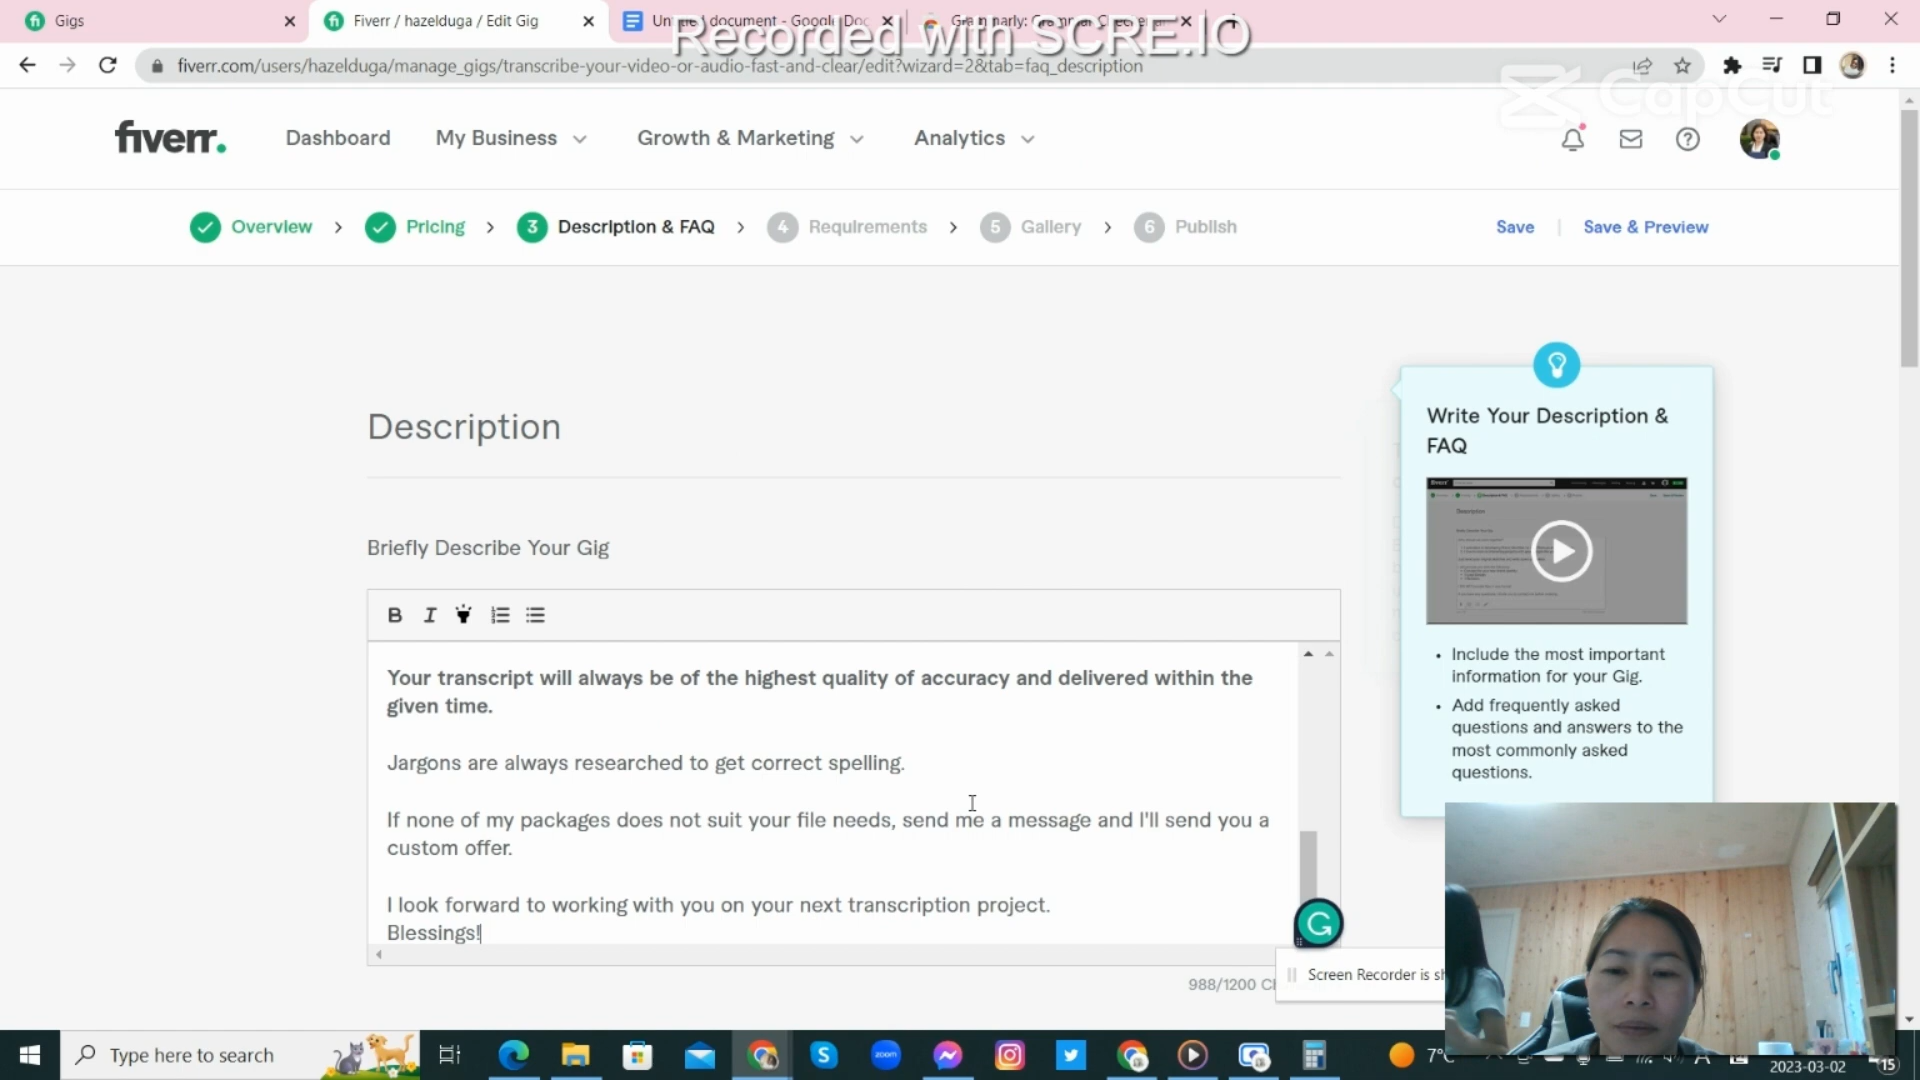 Gigs
Fiverr / hazelduga / Edit Gig
Recorded with SCRE.IO
fiverr.com/users/hazelduga/manage_gigs/transcribe-your-video-or-audio-fast-and-clear/edit?wizard=2&tab=faq_description
CapCut
fiverr.
Dashboard
My Business
Growth & Marketing
Analytics
Overview
Pricing
3 Description & FAQ
4 Requirements
5 Gallery
6 Publish
Save
Save & Preview
Description
Briefly Describe Your Gig
B I
Your transcript will always be of the highest quality of accuracy and delivered within the
given time.
Jargons are always researched to get correct spelling.
If none of my packages does not suit your file needs, send me a message and I'll send you a
custom offer.
I look forward to working with you on your next transcription project.
Blessings!
988/1200
Screen Recorder is
Write Your Description &
FAQ
Include the most important
information for your Gig.
Add frequently asked
questions and answers to the
most commonly asked
questions.
Type here to search
zoom
7°C
2023-03-02
15